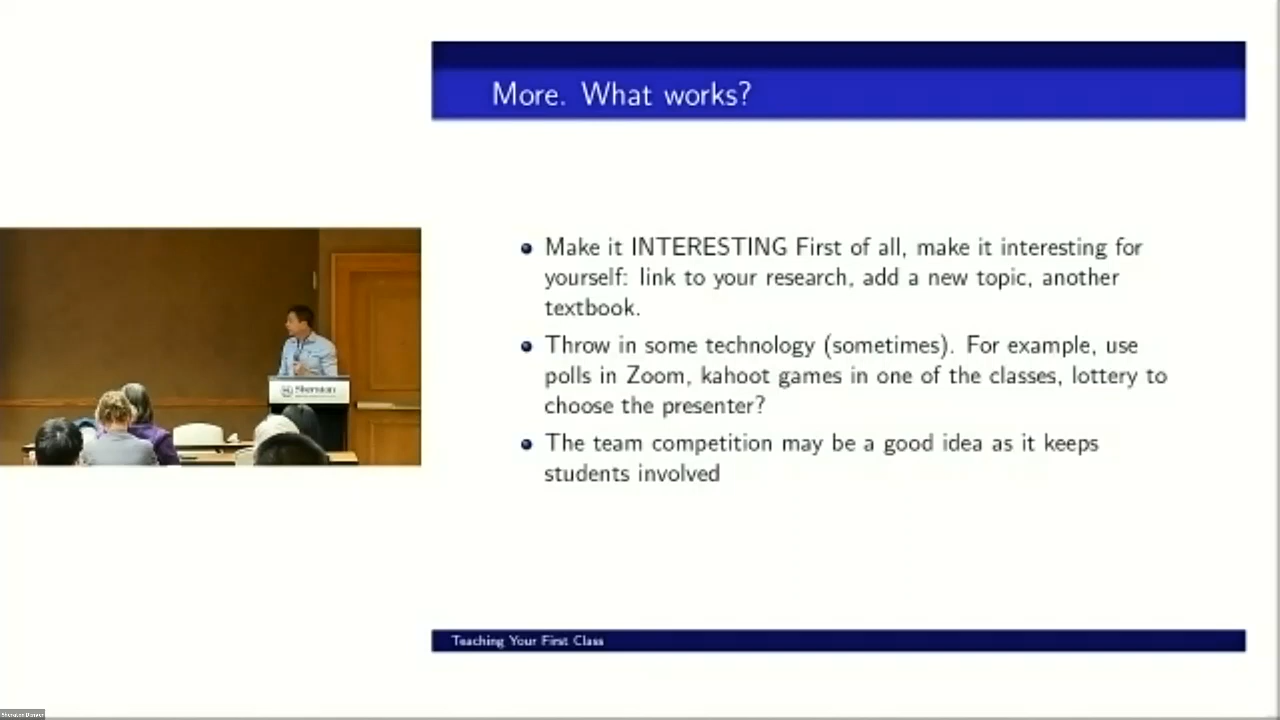 More. What works?
Make it INTERESTING First of all, make it interesting for
yourself: link to your research, add a new topic, another
textbook.
Throw in some technology (sometimes). For example, use
polls in Zoom, kahoot games in one of the classes, lottery to
choose the presenter?
The team competition may be a good idea as it keeps
students involved
Sheraton
Teaching Your First Class
Sheraton Denver